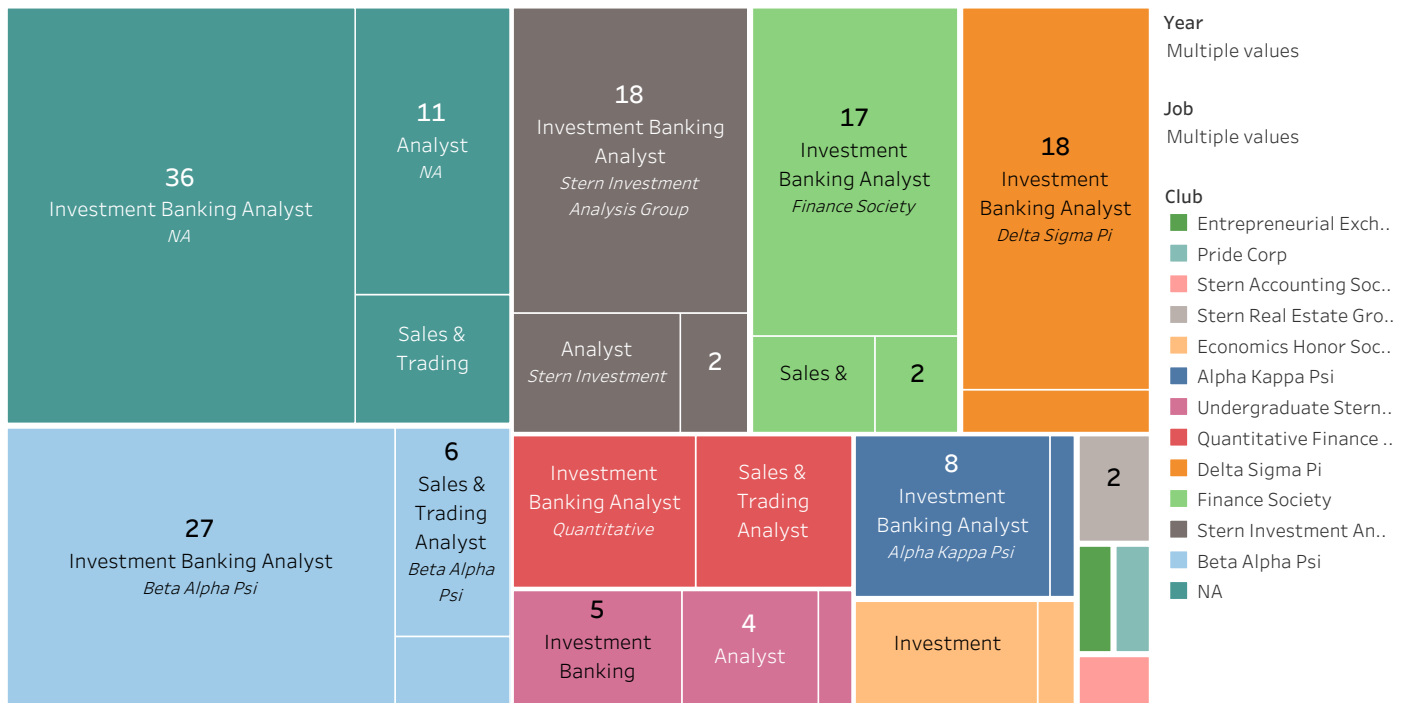 36
Investment Banking Analyst
NA
11
Analyst
NA
Sales &
Trading
18
Investment Banking
Analyst
Stern Investment
Analysis Group
Analyst
Stern Investment
2
17
Investment
Banking Analyst
Finance Society
Sales &
2
18
Investment
Banking Analyst
Delta Sigma Pi
27
Investment Banking Analyst
Beta Alpha Psi
6
Sales &
Trading
Analyst
Beta Alpha
Psi
Investment
Banking Analyst
Quantitative
Sales &
Trading
Analyst
5
Investment
Banking
4
Analyst
8
Investment
Banking Analyst
Alpha Kappa Psi
Investment
2
Year
Multiple values
Job
Multiple values
Club
Entrepreneurial Exch..
Pride Corp
Stern Accounting Soc..
Stern Real Estate Gro..
Economics Honor Soc..
Alpha Kappa Psi
Undergraduate Stern..
Quantitative Finance ..
Delta Sigma Pi
Finance Society
Stern Investment An..
Beta Alpha Psi
NA